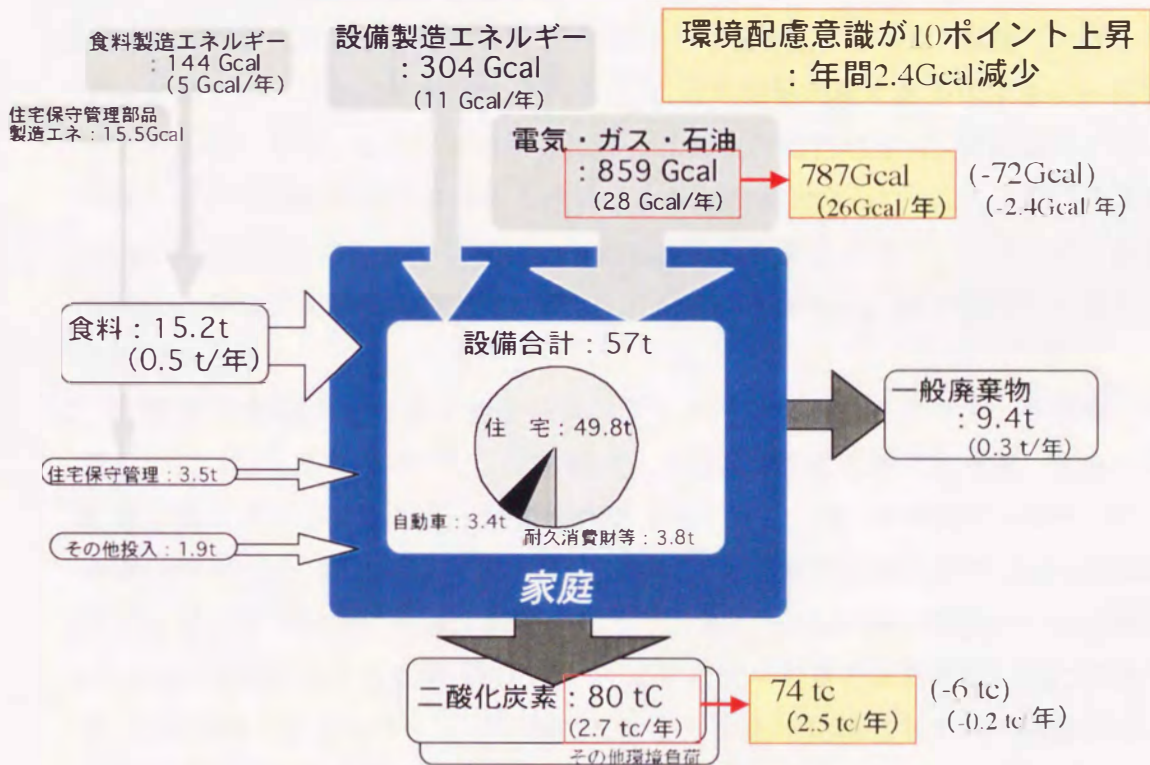 食料製造エネルギー
: 144 Gcal
(5 Gcal/年)
設備製造エネルギー
: 304 Gcal
(11 Gcal/年)
環境配慮意識が10ポイント上昇
: 年間2.4Gcal減少
住宅保守管理部品
製造エネ : 15.5Gcal
電気・ガス・石油
: 859 Gcal
(28 Gcal/年)
787Gcal
(26Gcal/年)
(-72Gcal)
(-2.4Gcal/年)
食料 : 15.2t
(0.5 t/年)
設備合計 : 57t
住 宅 : 49.8t
自動車 : 3.4t
耐久消費財等 : 3.8t
一般廃棄物
: 9.4t
(0.3 t/年)
住宅保守管理 : 3.5t
その他投入 : 1.9t
家庭
二酸化炭素 : 80 tC
(2.7 tc/年)
その他環境負荷
74 tc
(2.5 tc/年)
(-6 tc)
(-0.2 tc/年)